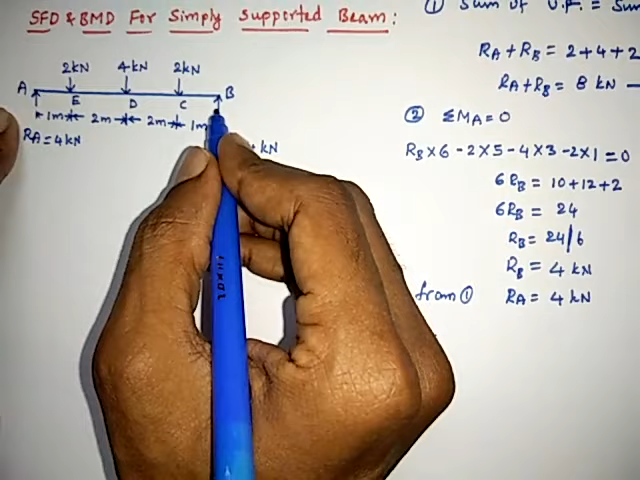 SFD & BMD For Simply Supported Beam:
2kN 4kN 2kN
A B
E D C
1m 2m 2m 1m
RA = 4kN
kN
① Sum of U.F. = Sum
RA + RB = 2+4+2
RA + RB = 8 kN —
② ΣMA = 0
RB × 6 - 2×5 - 4×3 - 2×1 = 0
6RB = 10+12+2
6RB = 24
RB = 24/6
RB = 4 kN
from ① RA = 4 kN